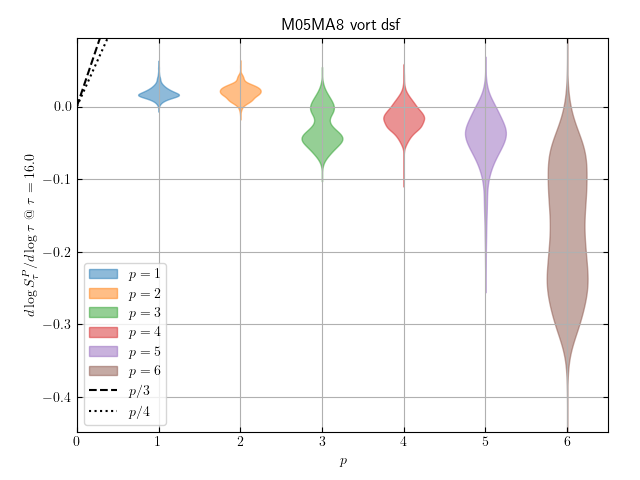 M05MA8 vort dsf
d log S_τ^P / d log τ @ τ = 16.0
0.0
−0.1
−0.2
−0.3
−0.4
p = 1
p = 2
p = 3
p = 4
p = 5
p = 6
p/3
p/4
0 1 2 3 4 5 6
p